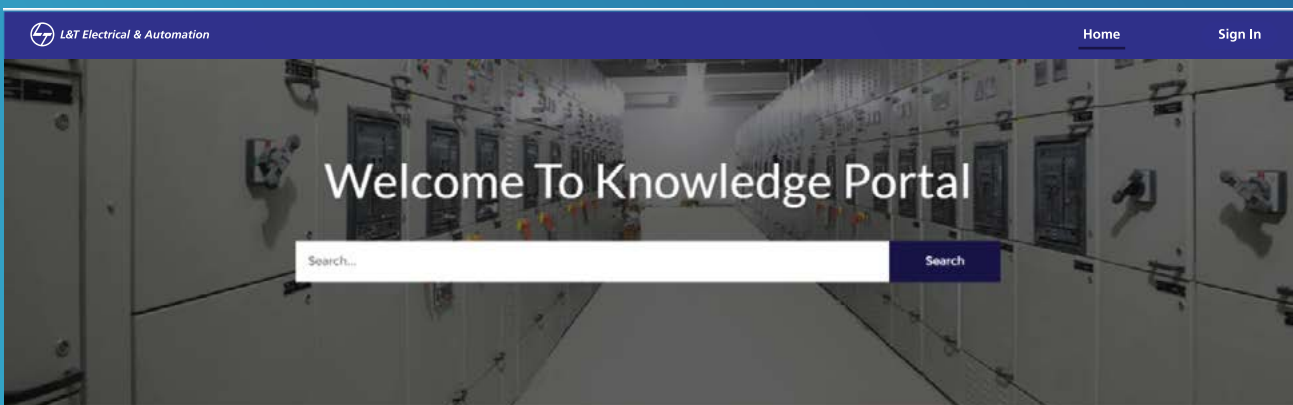 L&T Electrical & Automation
Home
Sign In
Welcome To Knowledge Portal
Search...
Search